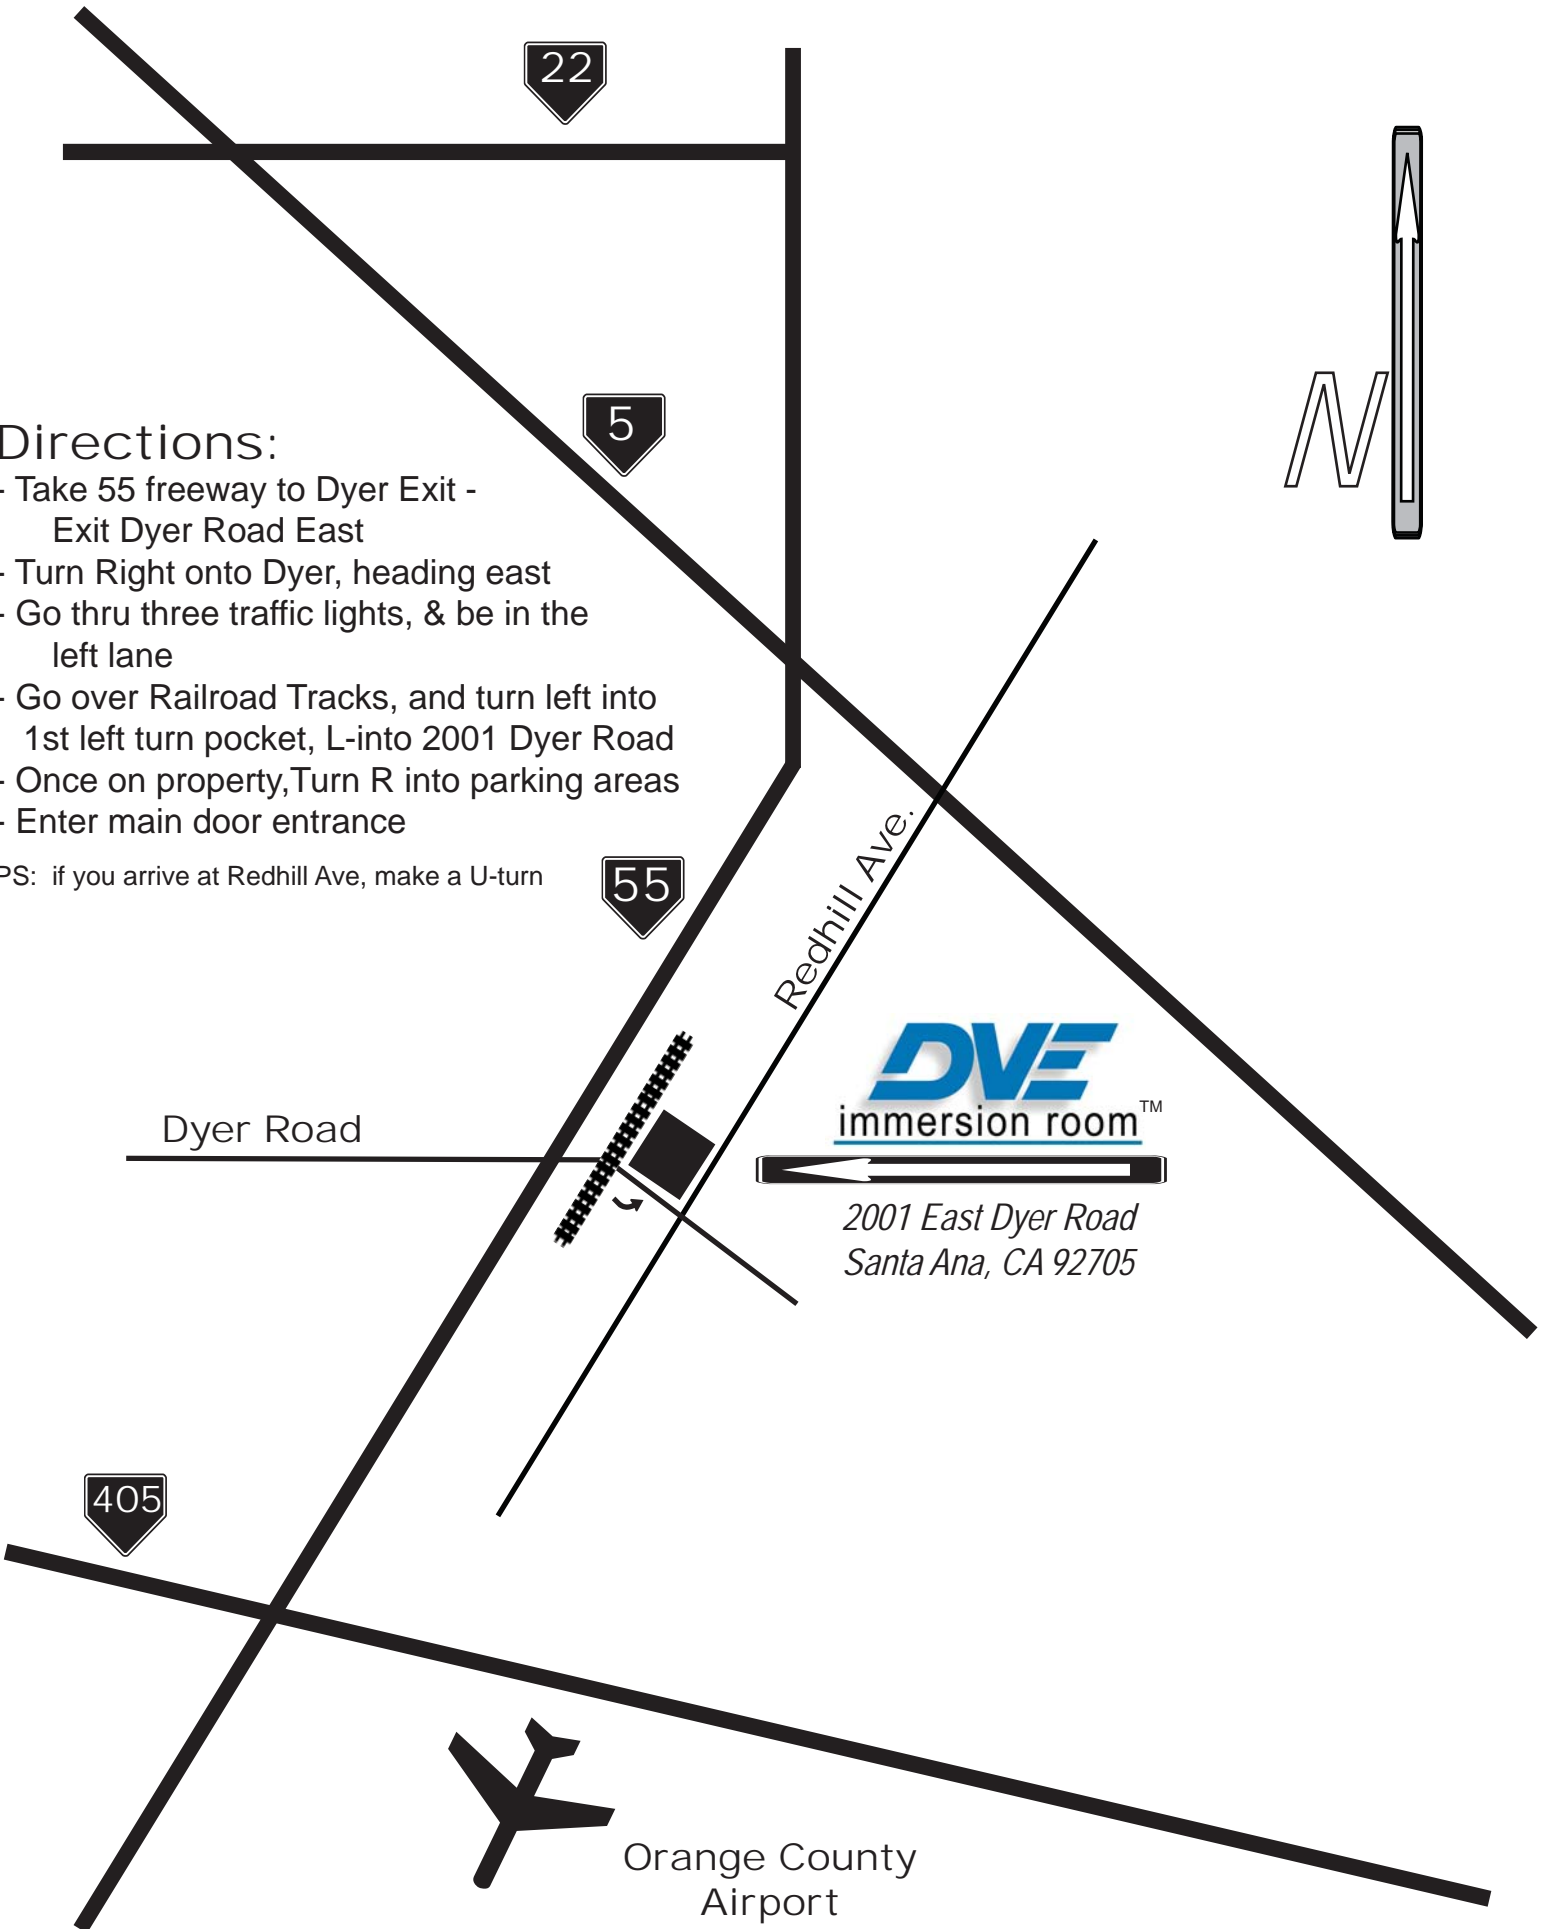 22
5
Directions:
- Take 55 freeway to Dyer Exit -
Exit Dyer Road East
- Turn Right onto Dyer, heading east
- Go thru three traffic lights, & be in the
left lane
- Go over Railroad Tracks, and turn left into
1st left turn pocket, L-into 2001 Dyer Road
- Once on property,Turn R into parking areas
- Enter main door entrance
PS: if you arrive at Redhill Ave, make a U-turn
N
55
Redhill Ave.
DVE
immersion room™
Dyer Road
2001 East Dyer Road
Santa Ana, CA 92705
405
Orange County
Airport